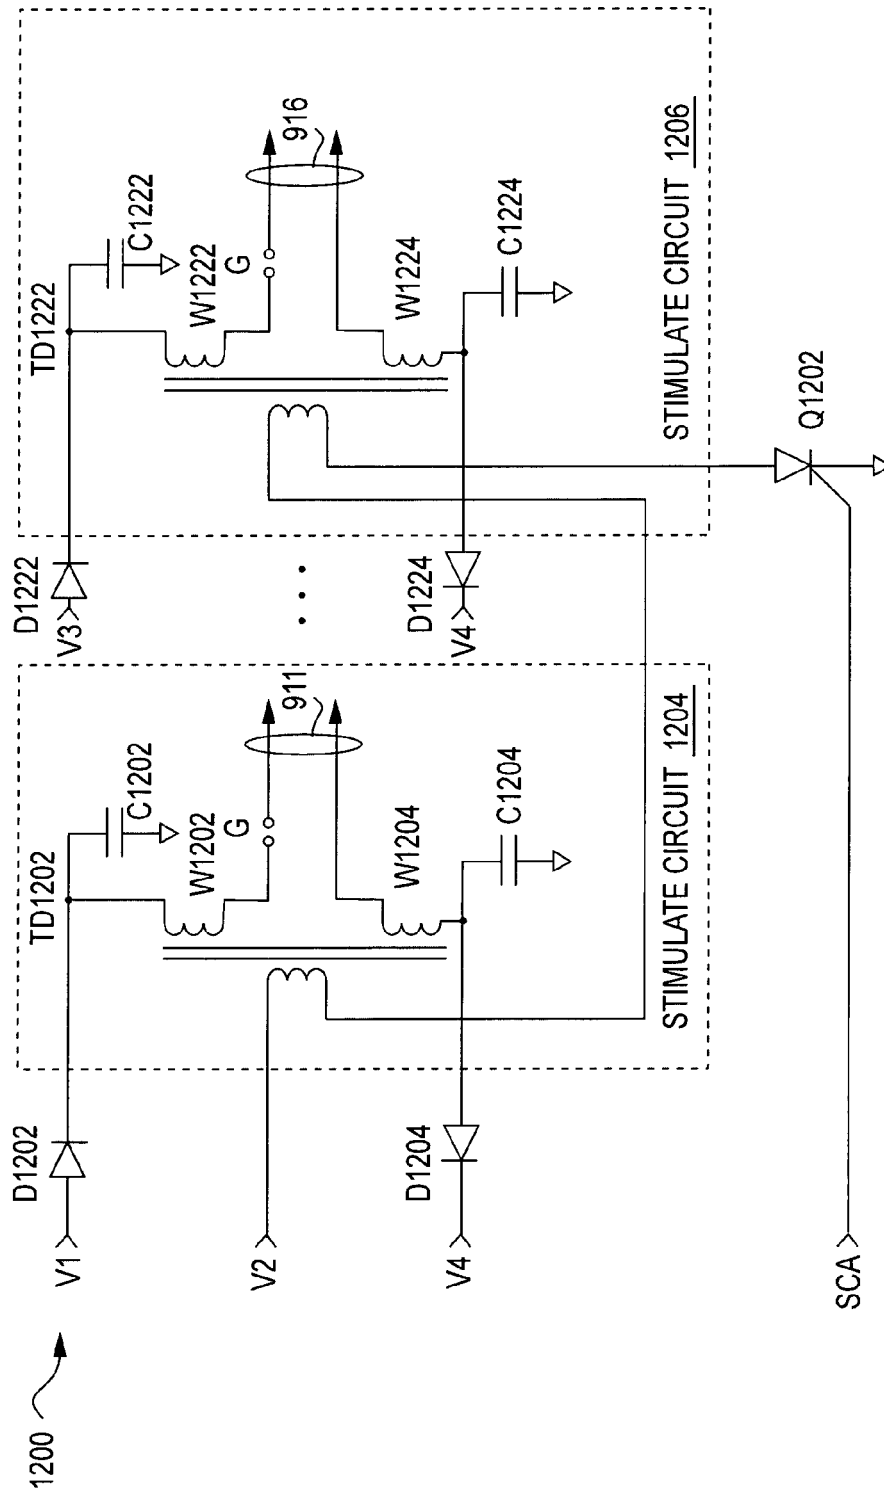 1200
V1
D1202
TD1202
C1202
W1202
G
911
V2
W1204
C1204
V4
D1204
STIMULATE CIRCUIT 1204
D1222
V3
TD1222
C1222
W1222
G
916
W1224
C1224
D1224
V4
STIMULATE CIRCUIT 1206
Q1202
SCA